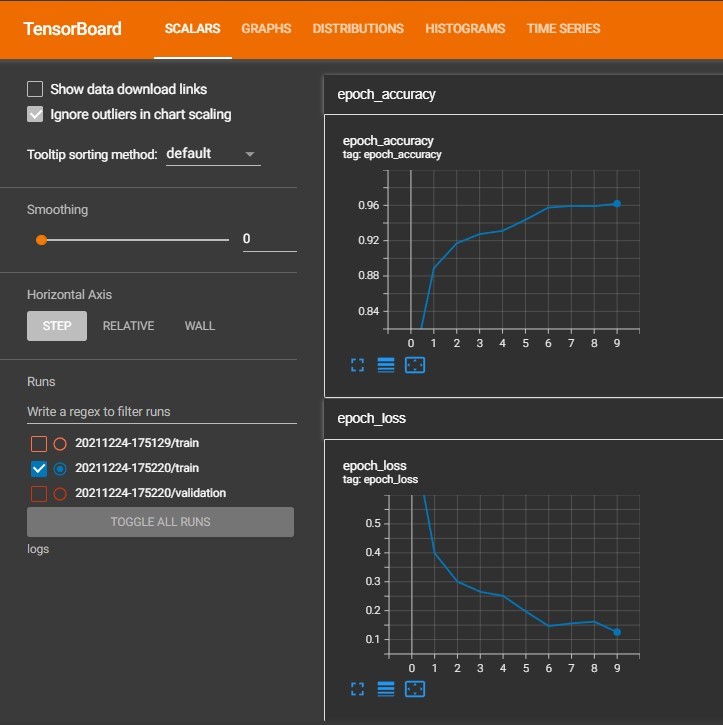 TensorBoard SCALARS GRAPHS DISTRIBUTIONS HISTOGRAMS TIME SERIES
Show data download links
Ignore outliers in chart scaling
Tooltip sorting method: default
Smoothing
0
Horizontal Axis
STEP RELATIVE WALL
Runs
Write a regex to filter runs
20211224-175129/train
20211224-175220/train
20211224-175220/validation
TOGGLE ALL RUNS
logs
epoch_accuracy
epoch_accuracy
tag: epoch_accuracy
0.96
0.92
0.88
0.84
0 1 2 3 4 5 6 7 8 9
epoch_loss
epoch_loss
tag: epoch_loss
0.5
0.4
0.3
0.2
0.1
0 1 2 3 4 5 6 7 8 9